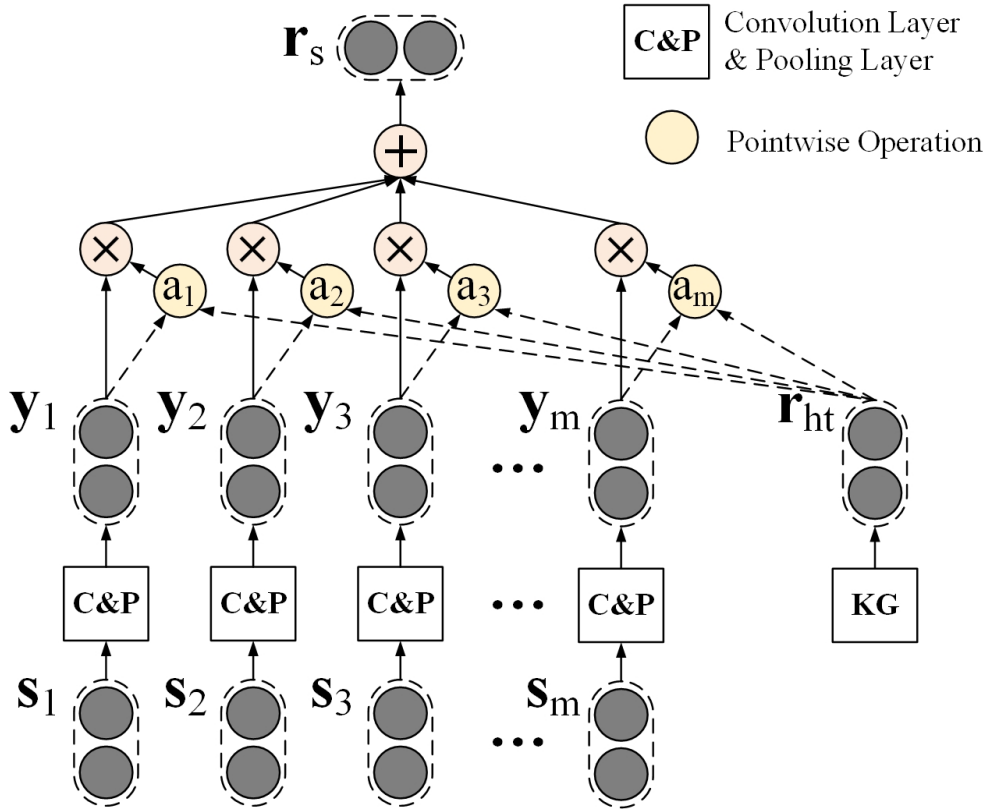 r_s
C&P
Convolution Layer
& Pooling Layer
Pointwise Operation
+
× × × ×
a_1 a_2 a_3 a_m
y_1 y_2 y_3 y_m r_ht
...
C&P C&P C&P ... C&P KG
s_1 s_2 s_3 s_m
...